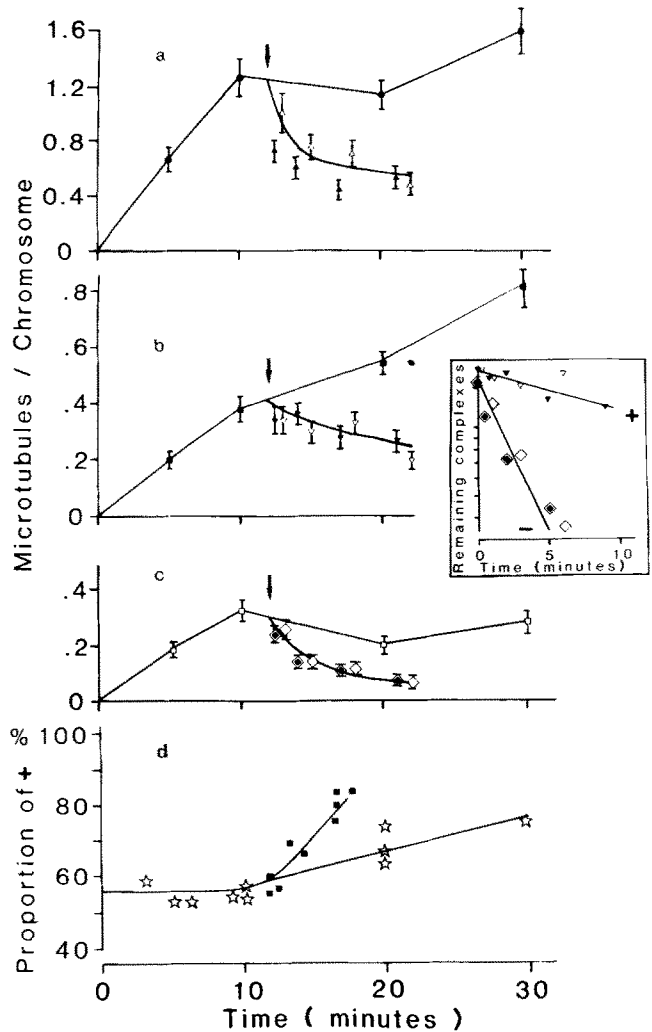 1.6
a
1.2
0.8
0.4
0
Microtubules / Chromosome
.8
b
.6
.4
.2
0
Remaining complexes
+
–
0 5 10
Time (minutes)
c
.4
.2
0
% 100
d
80
60
40
Proportion of +
0 10 20 30
Time ( minutes )